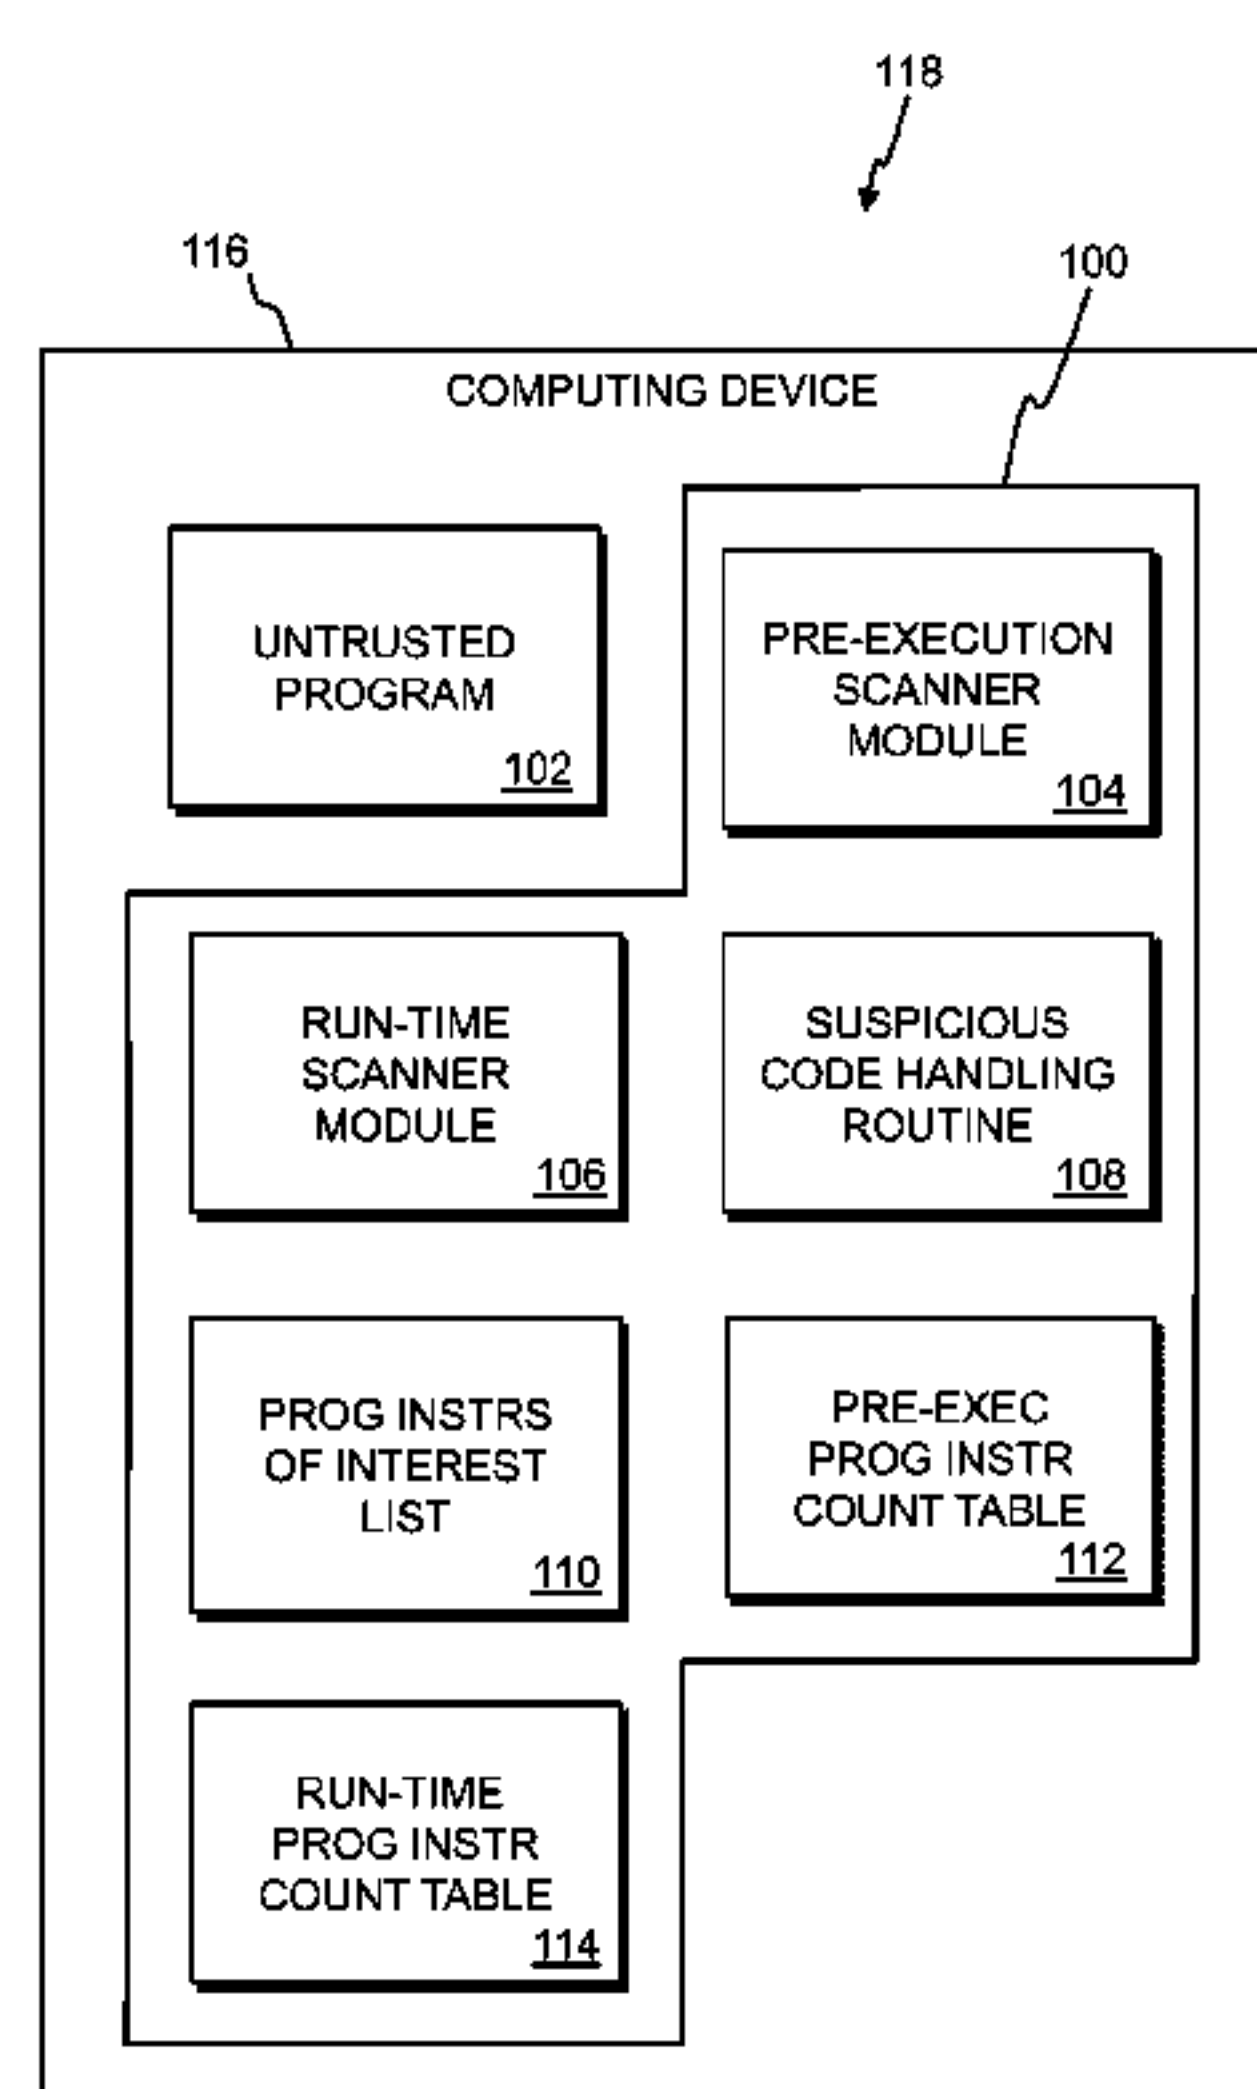 118
116
100
COMPUTING DEVICE
UNTRUSTED
PROGRAM
102
PRE-EXECUTION
SCANNER
MODULE
104
RUN-TIME
SCANNER
MODULE
106
SUSPICIOUS
CODE HANDLING
ROUTINE
108
PROG INSTRS
OF INTEREST
LIST
110
PRE-EXEC
PROG INSTR
COUNT TABLE
112
RUN-TIME
PROG INSTR
COUNT TABLE
114